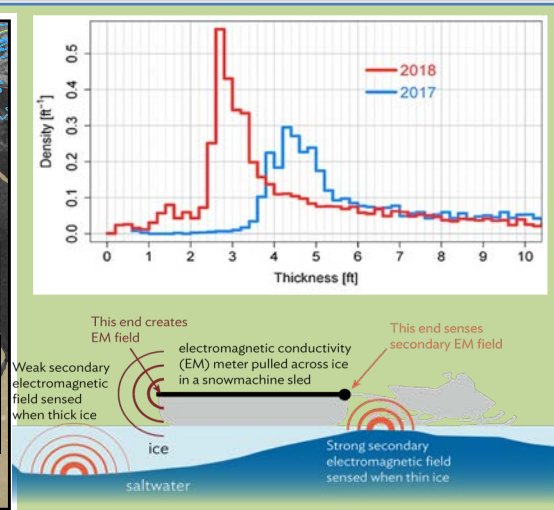 2018
2017
Density [ft⁻¹]
0.0
0.1
0.2
0.3
0.4
0.5
0 1 2 3 4 5 6 7 8 9 10
Thickness [ft]
This end creates
EM field
This end senses
secondary EM field
electromagnetic conductivity
(EM) meter pulled across ice
in a snowmachine sled
Weak secondary
electromagnetic
field sensed
when thick ice
ice
saltwater
Strong secondary
electromagnetic field
sensed when thin ice